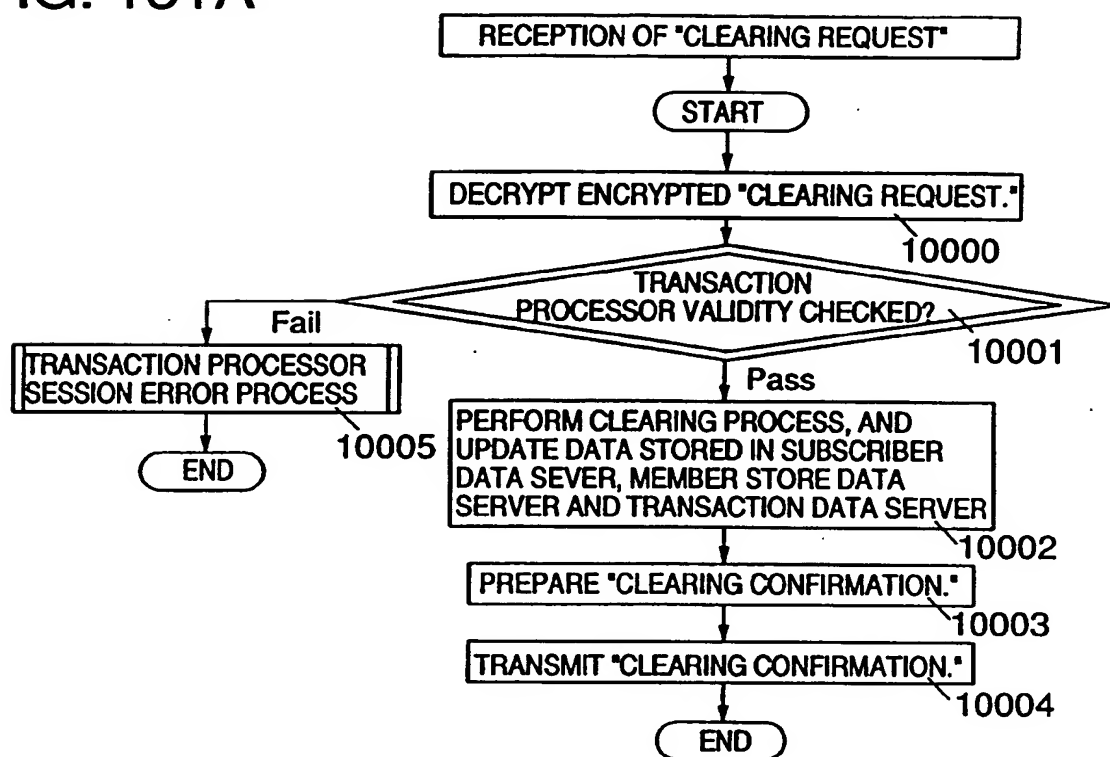 RECEPTION OF "CLEARING REQUEST"
START
DECRYPT ENCRYPTED "CLEARING REQUEST."
10000
TRANSACTION
PROCESSOR VALIDITY CHECKED?
10001
Fail
TRANSACTION PROCESSOR
SESSION ERROR PROCESS
10005
END
Pass
PERFORM CLEARING PROCESS, AND
UPDATE DATA STORED IN SUBSCRIBER
DATA SEVER, MEMBER STORE DATA
SERVER AND TRANSACTION DATA SERVER
10002
PREPARE "CLEARING CONFIRMATION."
10003
TRANSMIT "CLEARING CONFIRMATION."
10004
END